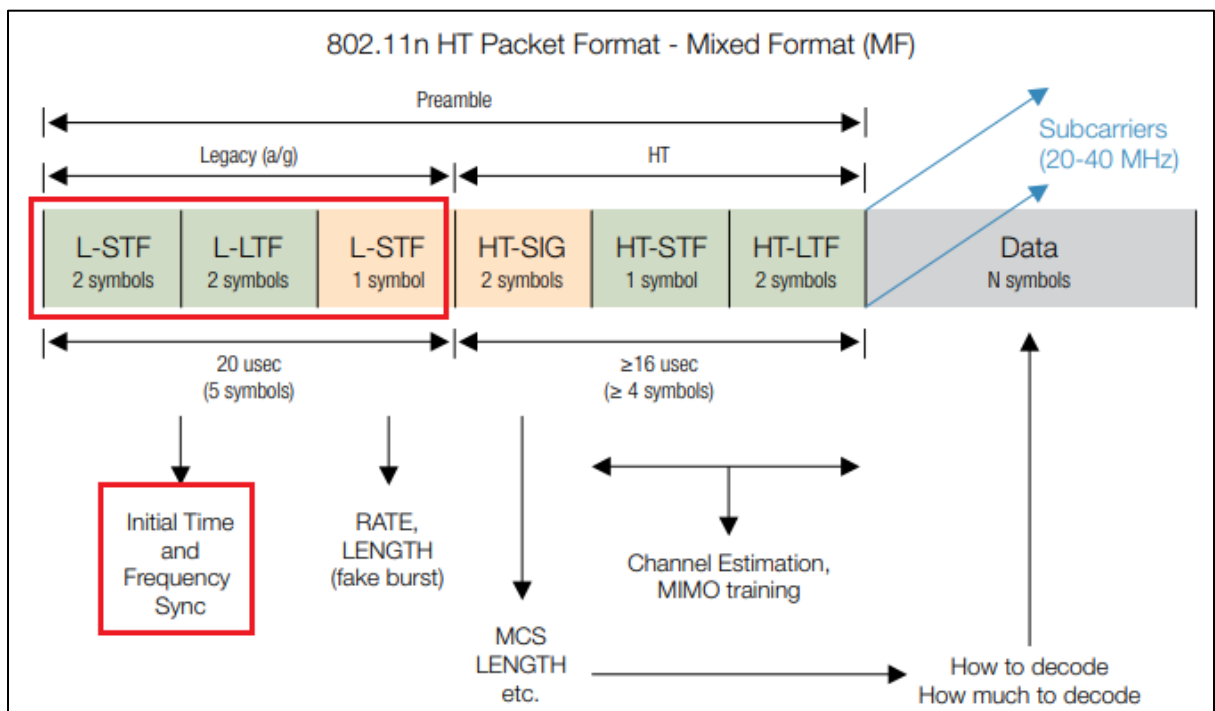 802.11n HT Packet Format - Mixed Format (MF)
Preamble
Subcarriers
(20-40 MHz)
Legacy (a/g)
HT
L-STF
2 symbols
L-LTF
2 symbols
L-STF
1 symbol
HT-SIG
2 symbols
HT-STF
1 symbol
HT-LTF
2 symbols
Data
N symbols
20 usec
(5 symbols)
≥16 usec
(≥ 4 symbols)
Initial Time
and
Frequency
Sync
RATE,
LENGTH
(fake burst)
Channel Estimation,
MIMO training
MCS
LENGTH
etc.
How to decode
How much to decode